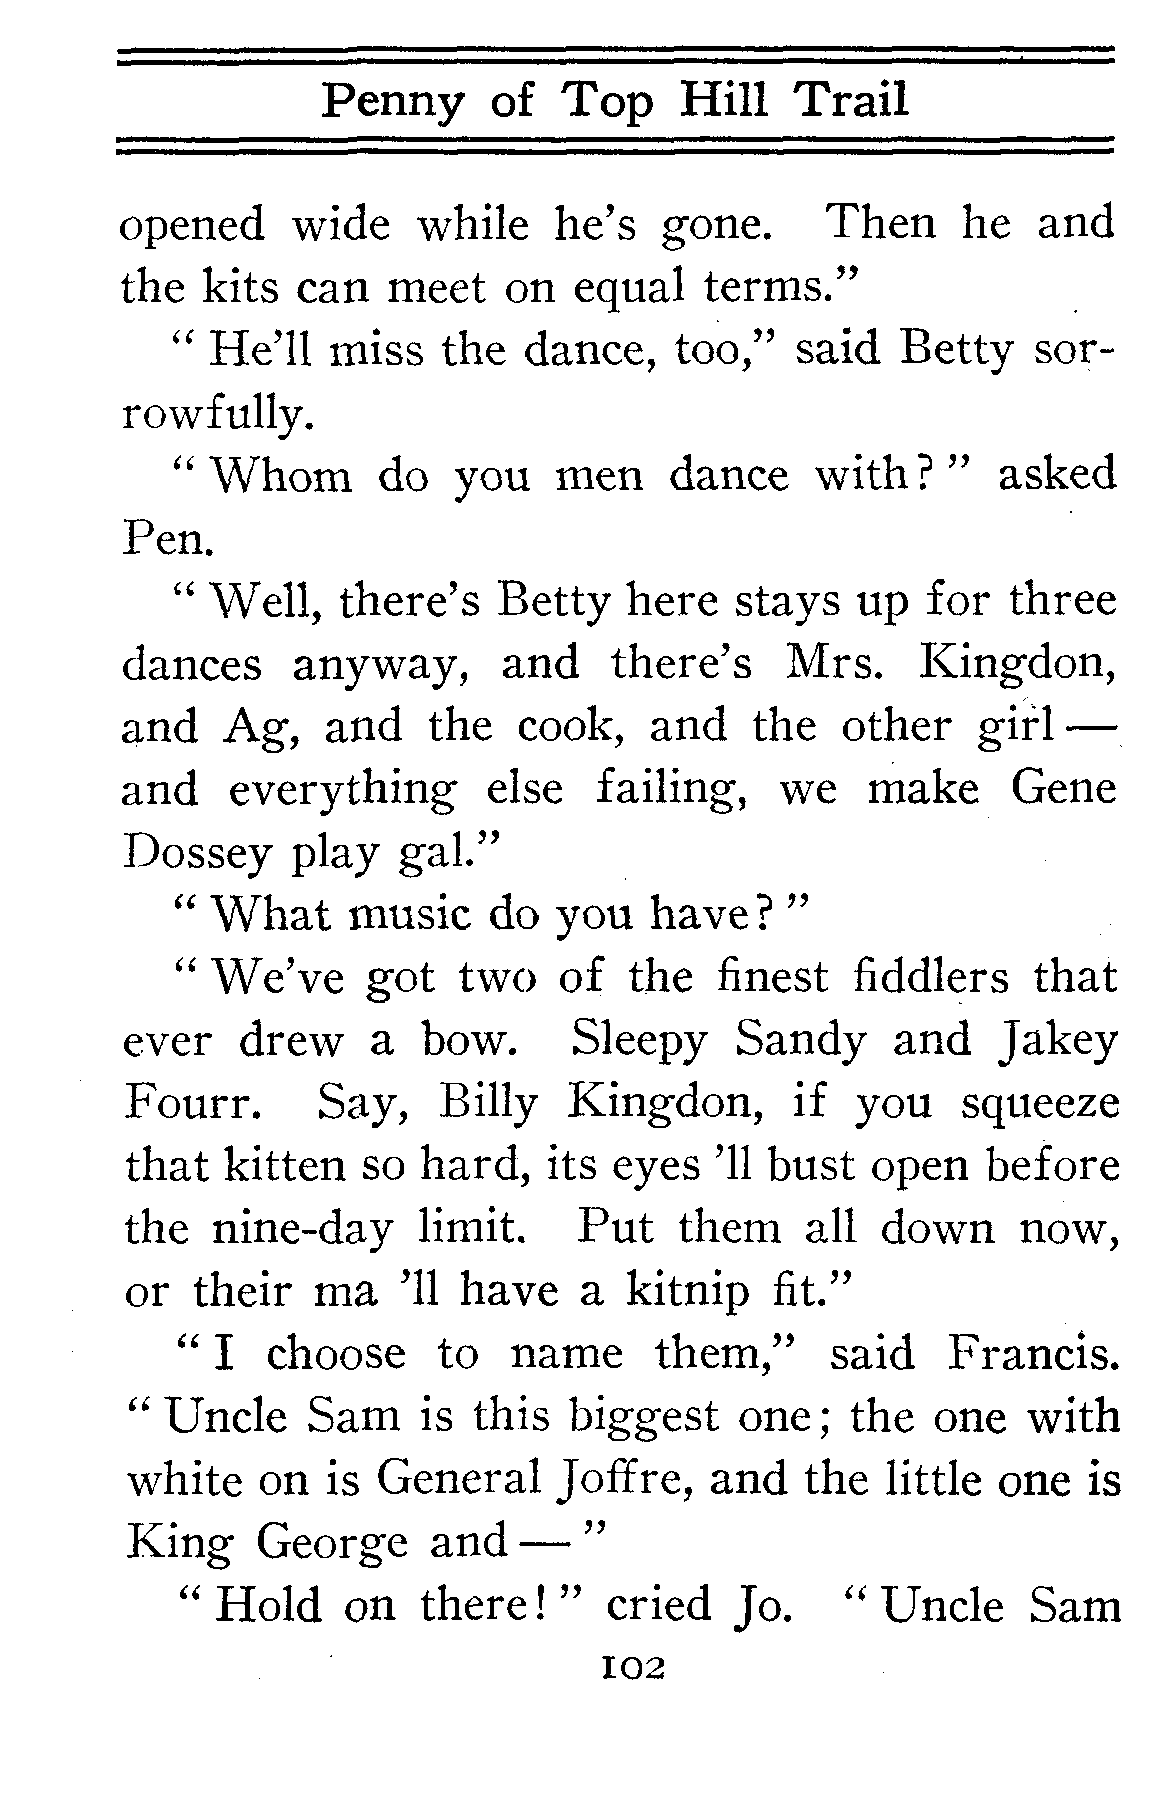 Penny of Top Hill Trail
opened wide while he's gone. Then he and
the kits can meet on equal terms.”
“ He'll miss the dance, too,” said Betty sor-
rowfully.
“ Whom do you men dance with? ” asked
Pen.
“ Well, there's Betty here stays up for three
dances anyway, and there's Mrs. Kingdon,
and Ag, and the cook, and the other girl —
and everything else failing, we make Gene
Dossey play gal.”
“ What music do you have? ”
“ We've got two of the finest fiddlers that
ever drew a bow. Sleepy Sandy and Jakey
Fourr. Say, Billy Kingdon, if you squeeze
that kitten so hard, its eyes 'll bust open before
the nine-day limit. Put them all down now,
or their ma 'll have a kitnip fit.”
“ I choose to name them,” said Francis.
“ Uncle Sam is this biggest one; the one with
white on is General Joffre, and the little one is
King George and — ”
“ Hold on there! ” cried Jo. “ Uncle Sam
102